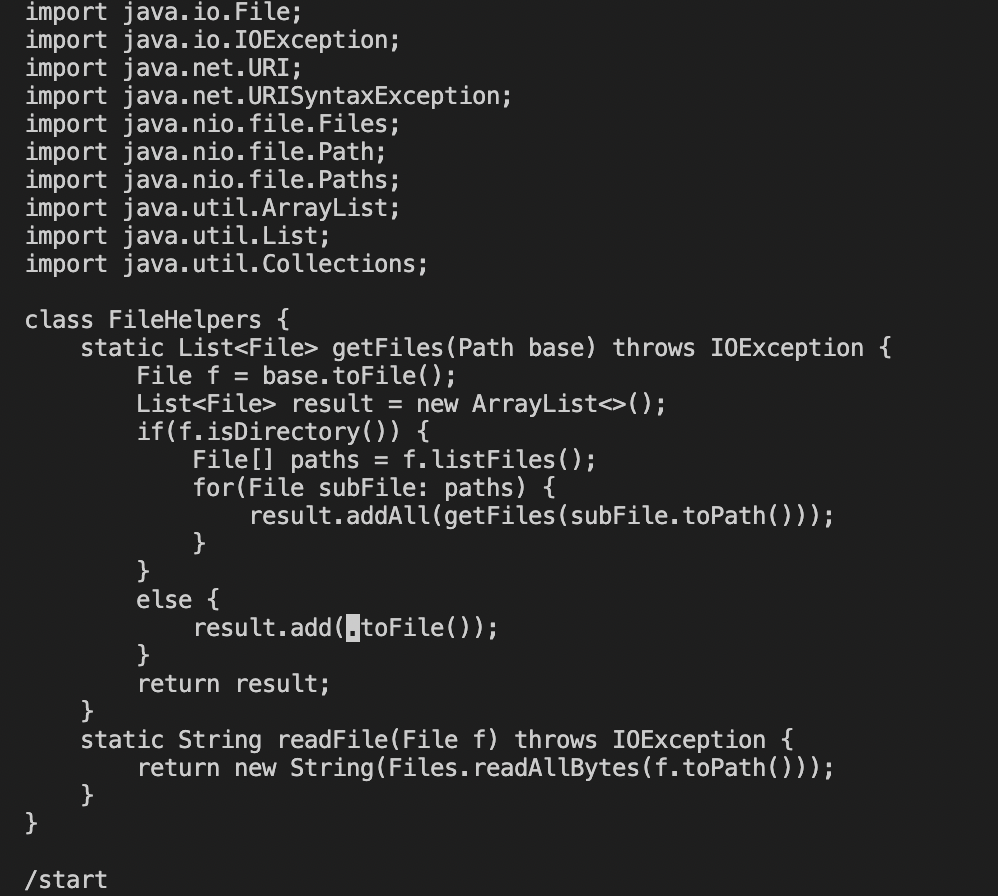 import java.io.File;
import java.io.IOException;
import java.net.URI;
import java.net.URISyntaxException;
import java.nio.file.Files;
import java.nio.file.Path;
import java.nio.file.Paths;
import java.util.ArrayList;
import java.util.List;
import java.util.Collections;

class FileHelpers {
    static List<File> getFiles(Path base) throws IOException {
        File f = base.toFile();
        List<File> result = new ArrayList<>();
        if(f.isDirectory()) {
            File[] paths = f.listFiles();
            for(File subFile: paths) {
                result.addAll(getFiles(subFile.toPath()));
            }
        }
        else {
            result.add(.toFile());
        }
        return result;
    }
    static String readFile(File f) throws IOException {
        return new String(Files.readAllBytes(f.toPath()));
    }
}

/start